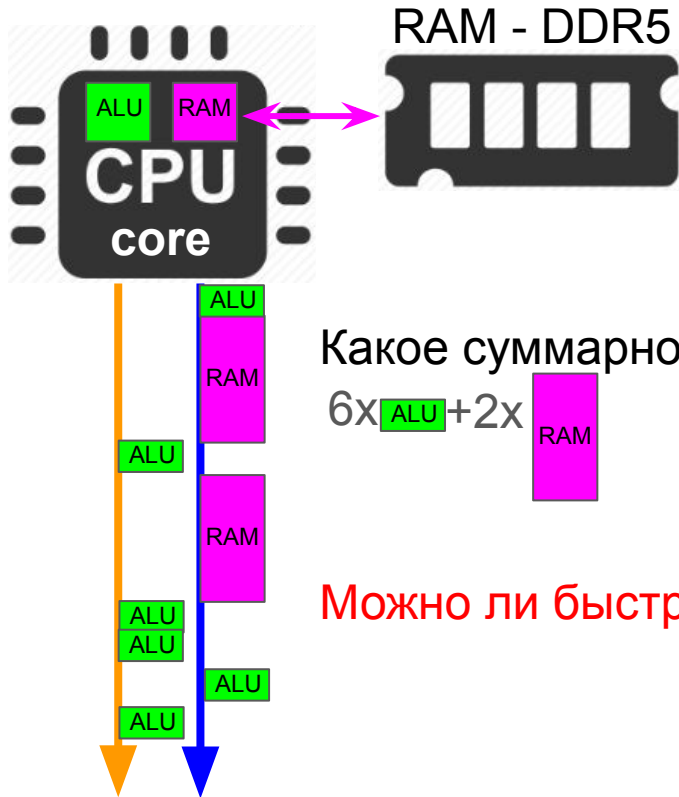 RAM - DDR5
ALU RAM
CPU
core
ALU
RAM
Какое суммарно
6x ALU +2x RAM
ALU
RAM
Можно ли быстр
ALU
ALU
ALU
ALU